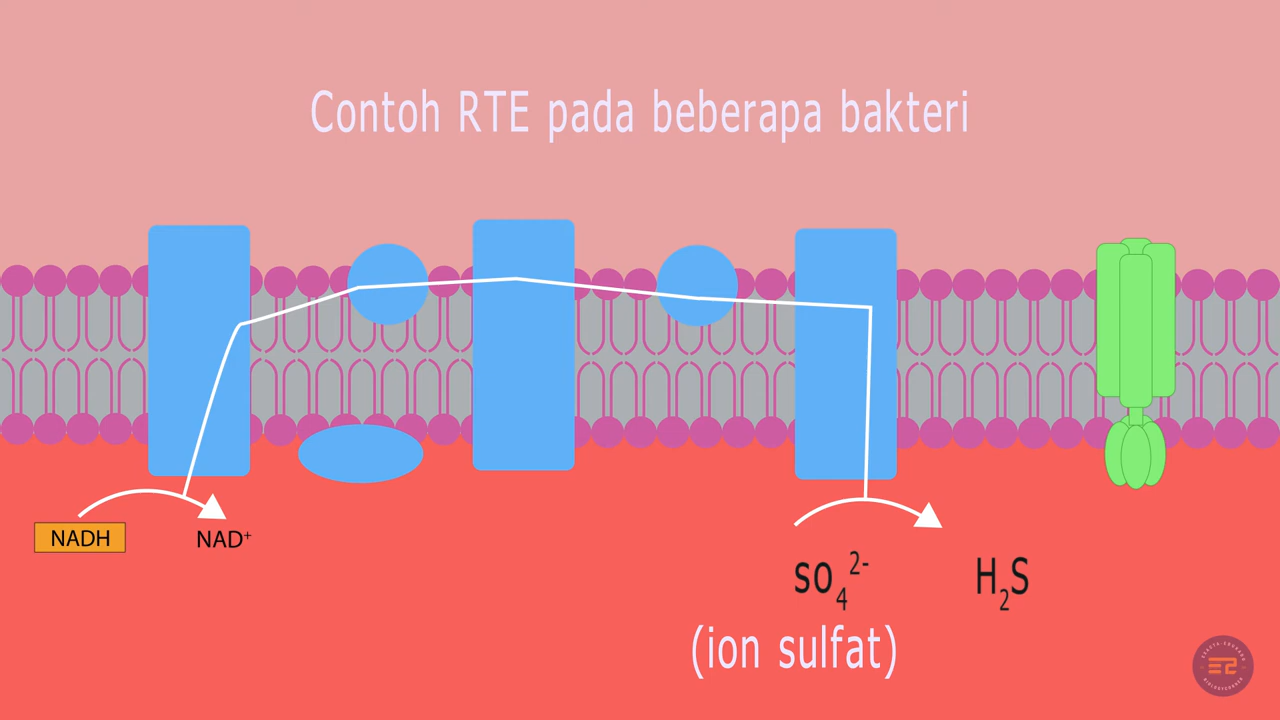 Contoh RTE pada beberapa bakteri
NADH
NAD⁺
so₄²⁻
H₂S
(ion sulfat)